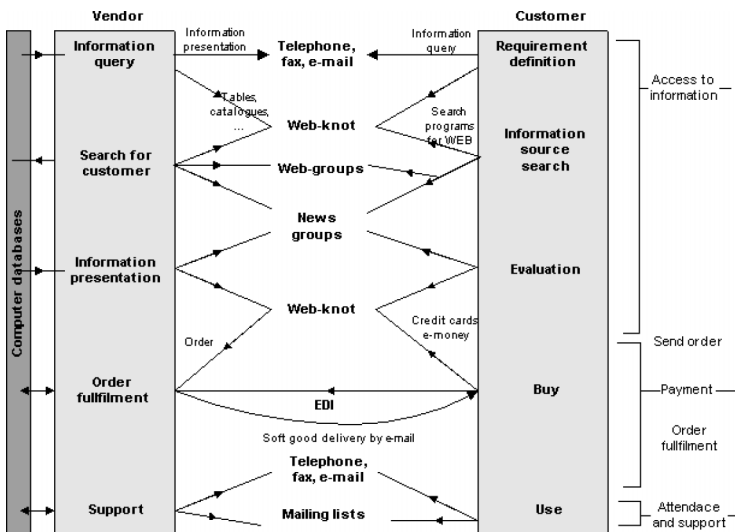 Vendor
Customer
Information
query
Information
presentation
Telephone,
fax, e-mail
Information
query
Requirement
definition
Access to
information
Tables,
catalogues,
...
Web-knot
Search
programs
for WEB
Information
source
search
Search for
customer
Web-groups
News
groups
Information
presentation
Evaluation
Web-knot
Order
Credit cards
e-money
Send order
Order
fullfilment
EDI
Buy
Payment
Soft good delivery by e-mail
Order
fullfilment
Telephone,
fax, e-mail
Support
Mailing lists
Use
Attendace
and support
Computer databases